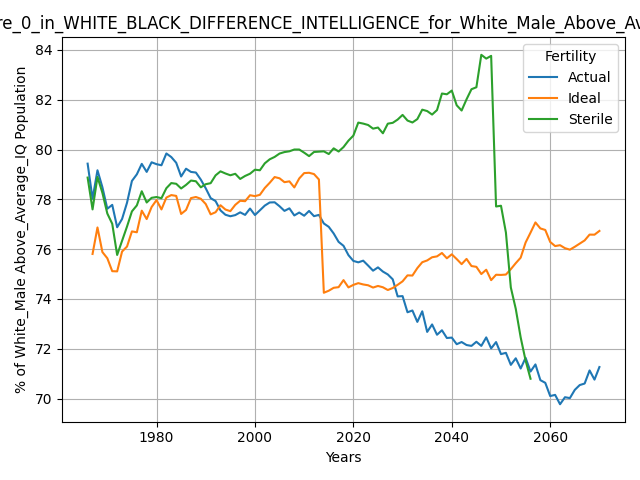 re_0_in_WHITE_BLACK_DIFFERENCE_INTELLIGENCE_for_White_Male_Above_Av
% of White_Male Above_Average_IQ Population
84
82
80
78
76
74
72
70
Fertility
Actual
Ideal
Sterile
1980
2000
2020
2040
2060
Years